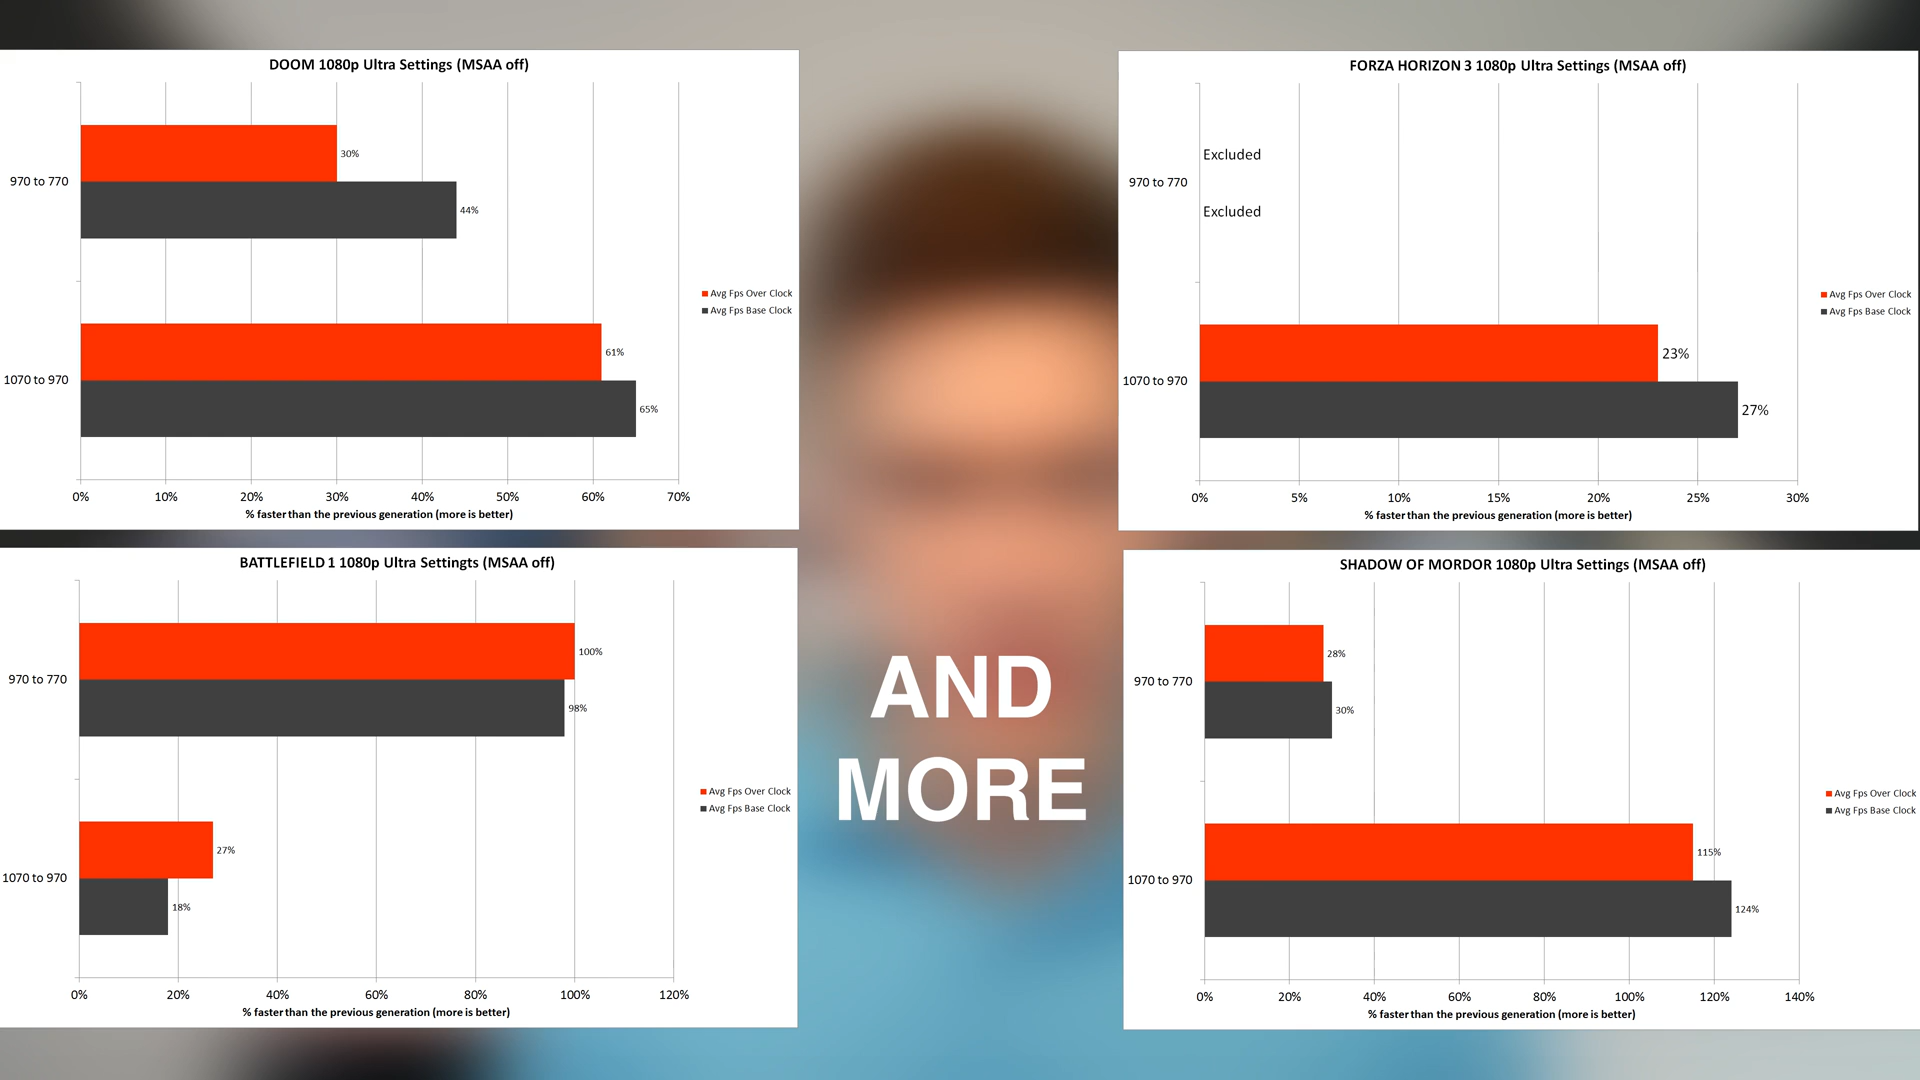 DOOM 1080p Ultra Settings (MSAA off)
30%
970 to 770
44%
Avg Fps Over Clock
Avg Fps Base Clock
61%
1070 to 970
65%
0% 10% 20% 30% 40% 50% 60% 70%
% faster than the previous generation (more is better)
FORZA HORIZON 3 1080p Ultra Settings (MSAA off)
Excluded
970 to 770
Excluded
Avg Fps Over Clock
Avg Fps Base Clock
23%
1070 to 970
27%
0% 5% 10% 15% 20% 25% 30%
% faster than the previous generation (more is better)
BATTLEFIELD 1 1080p Ultra Settingts (MSAA off)
100%
970 to 770
98%
Avg Fps Over Clock
Avg Fps Base Clock
27%
1070 to 970
18%
0% 20% 40% 60% 80% 100% 120%
% faster than the previous generation (more is better)
AND
MORE
SHADOW OF MORDOR 1080p Ultra Settings (MSAA off)
28%
970 to 770
30%
Avg Fps Over Clock
Avg Fps Base Clock
115%
1070 to 970
124%
0% 20% 40% 60% 80% 100% 120% 140%
% faster than the previous generation (more is better)